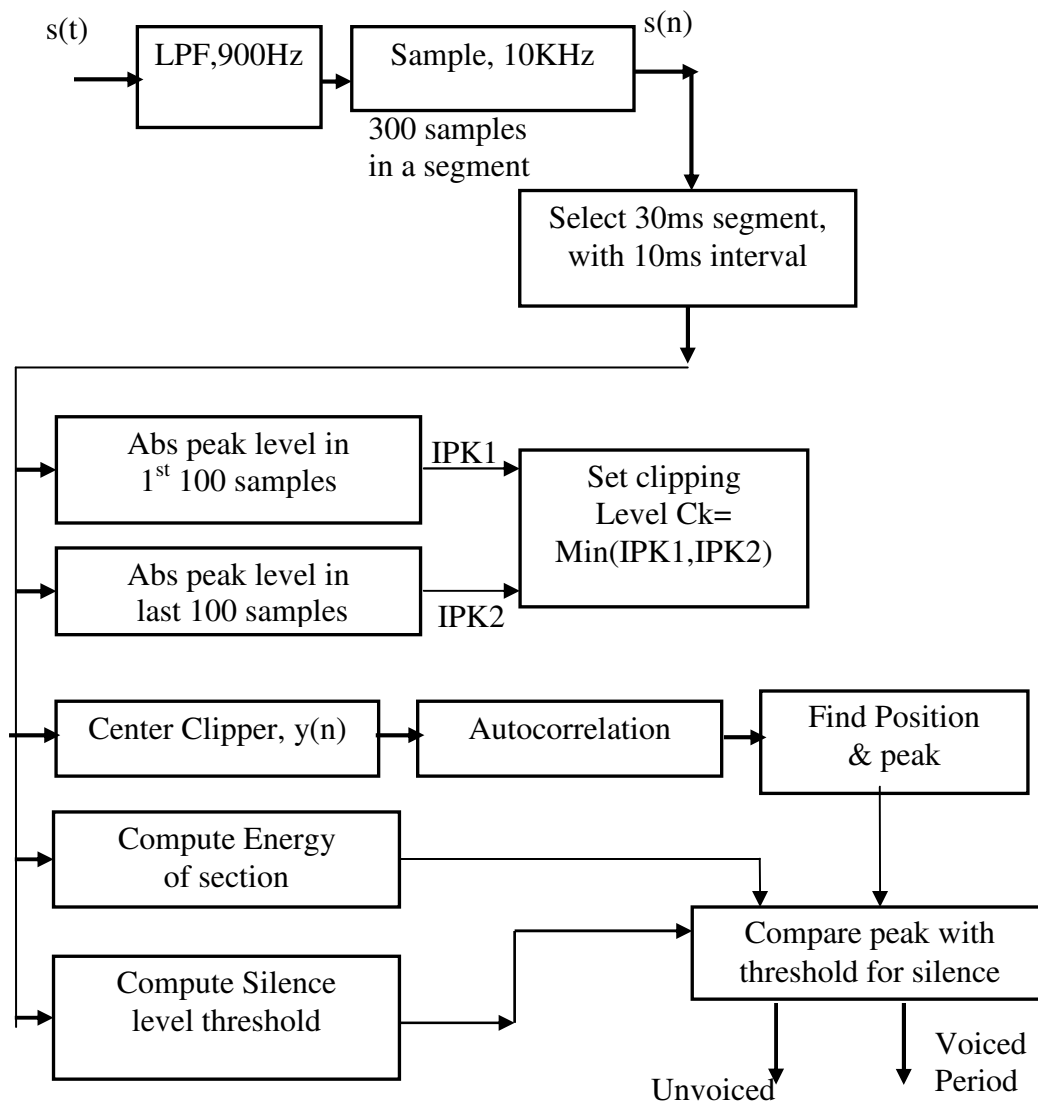 s(t)
LPF,900Hz
Sample, 10KHz
s(n)
300 samples
in a segment
Select 30ms segment,
with 10ms interval
Abs peak level in
1st 100 samples
IPK1
Set clipping
Level Ck=
Min(IPK1,IPK2)
Abs peak level in
last 100 samples
IPK2
Center Clipper, y(n)
Autocorrelation
Find Position
& peak
Compute Energy
of section
Compare peak with
threshold for silence
Compute Silence
level threshold
Unvoiced
Voiced
Period